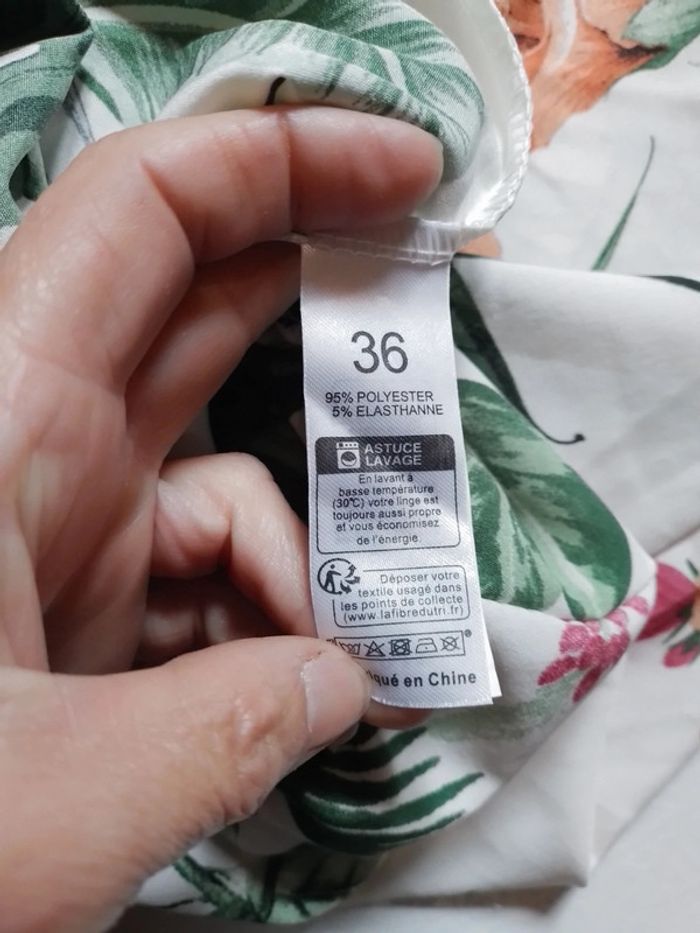 36
95% POLYESTER
5% ELASTHANNE
ASTUCE
LAVAGE
En lavant à
basse température
(30℃) votre linge est
toujours aussi propre
et vous économisez
de l'énergie.
Déposer votre
textile usagé dans
les points de collecte
(www.lafibredutri.fr)
en Chine